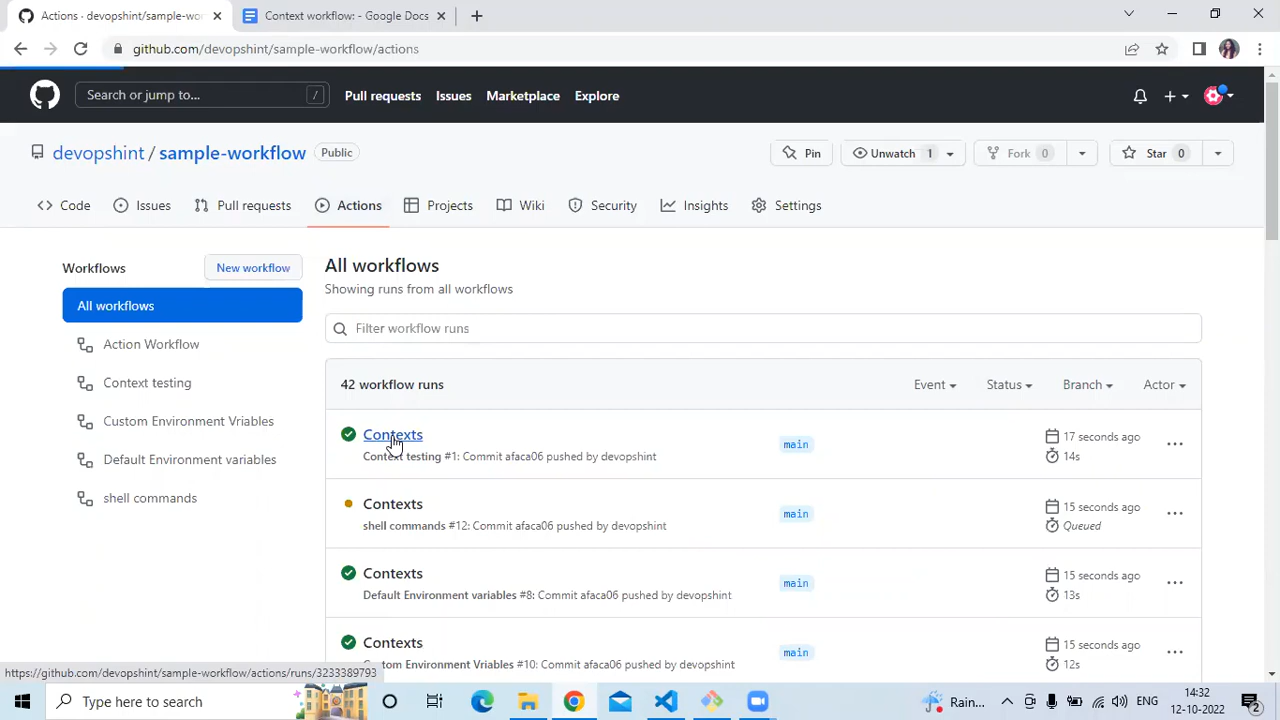 Actions · devopshint/sample-wo
Context workflow: - Google Docs
github.com/devopshint/sample-workflow/actions
Search or jump to...
/
Pull requests
Issues
Marketplace
Explore
devopshint / sample-workflow
Public
Pin
Unwatch 1
Fork 0
Star 0
Code
Issues
Pull requests
Actions
Projects
Wiki
Security
Insights
Settings
Workflows
New workflow
All workflows
Action Workflow
Context testing
Custom Environment Vriables
Default Environment variables
shell commands
All workflows
Showing runs from all workflows
Filter workflow runs
42 workflow runs
Event
Status
Branch
Actor
Contexts
Context testing #1: Commit afaca06 pushed by devopshint
main
17 seconds ago
14s
Contexts
shell commands #12: Commit afaca06 pushed by devopshint
main
15 seconds ago
Queued
Contexts
Default Environment variables #8: Commit afaca06 pushed by devopshint
main
15 seconds ago
13s
Contexts
Custom Environment Vriables #10: Commit afaca06 pushed by devopshint
main
15 seconds ago
12s
https://github.com/devopshint/sample-workflow/actions/runs/3233389793
Type here to search
Rain...
14:32
12-10-2022
2